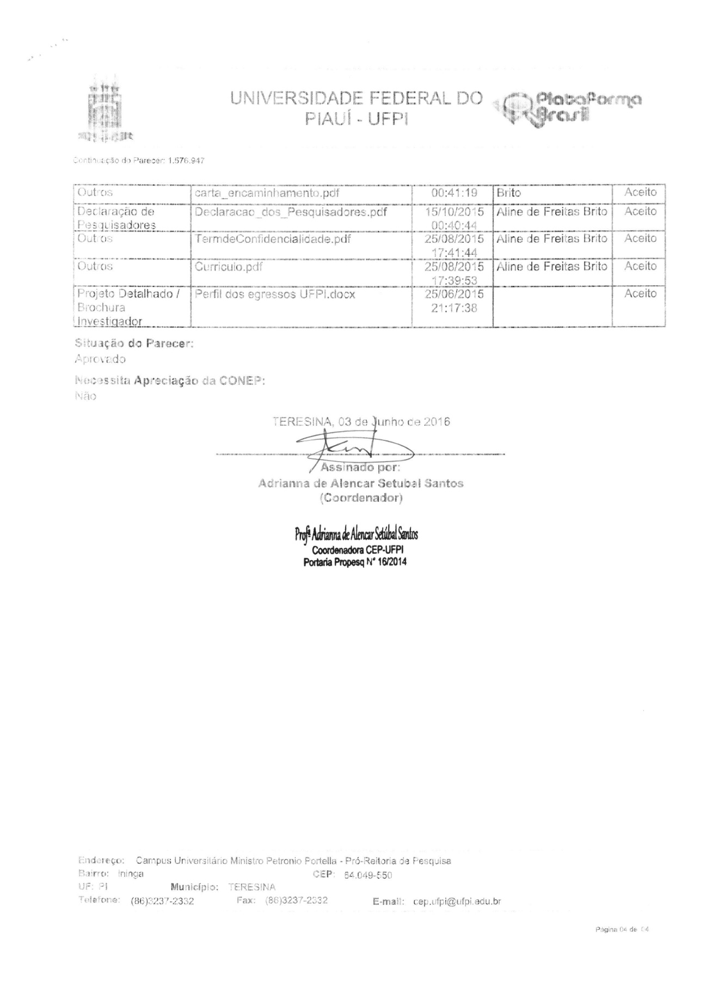 UNIVERSIDADE FEDERAL DO
PIAUÍ - UFPI
Plataforma
Brasil
Continuação do Parecer: 1.576.947
Outros carta_encaminhamento.pdf 00:41:19 Brito Aceito
Declaração de Declaracao_dos_Pesquisadores.pdf 15/10/2015 Aline de Freitas Brito Aceito
Pesquisadores 00:40:44
Outros TermdeConfidencialidade.pdf 25/08/2015 Aline de Freitas Brito Aceito
17:41:44
Outros Curriculo.pdf 25/08/2015 Aline de Freitas Brito Aceito
17:39:53
Projeto Detalhado / Perfil dos egressos UFPI.docx 25/06/2015 Aceito
Brochura 21:17:38
Investigador
Situação do Parecer:
Aprovado
Necessita Apreciação da CONEP:
Não
TERESINA, 03 de Junho de 2016
Assinado por:
Adrianna de Alencar Setubal Santos
(Coordenador)
Profª Adrianna de Alencar Setúbal Santos
Coordenadora CEP-UFPI
Portaria Propesq N° 16/2014
Endereço: Campus Universitário Ministro Petronio Portella - Pró-Reitoria de Pesquisa
Bairro: Ininga CEP: 64.049-550
UF: PI Município: TERESINA
Telefone: (86)3237-2332 Fax: (86)3237-2332 E-mail: cep.ufpi@ufpi.edu.br
Página 04 de 04